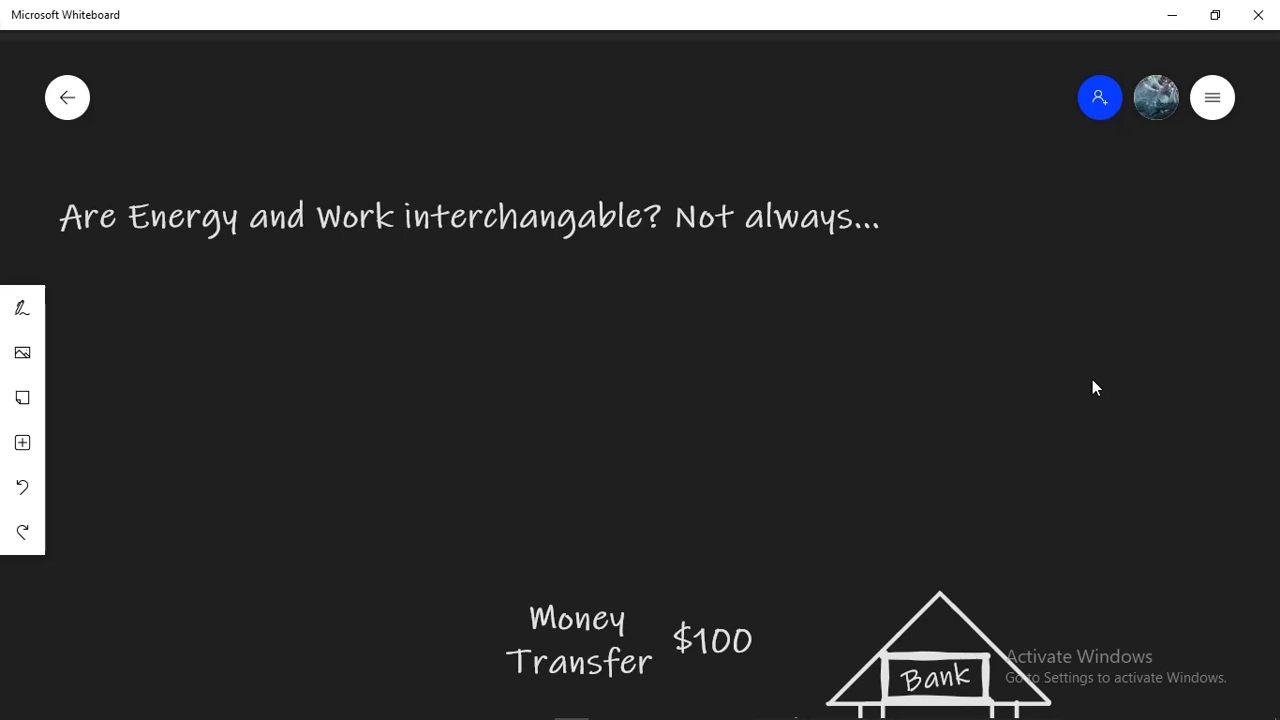 Microsoft Whiteboard
Are Energy and Work interchangable? Not always...
Money
Transfer
$100
Bank
Activate Windows
Go to Settings to activate Windows.